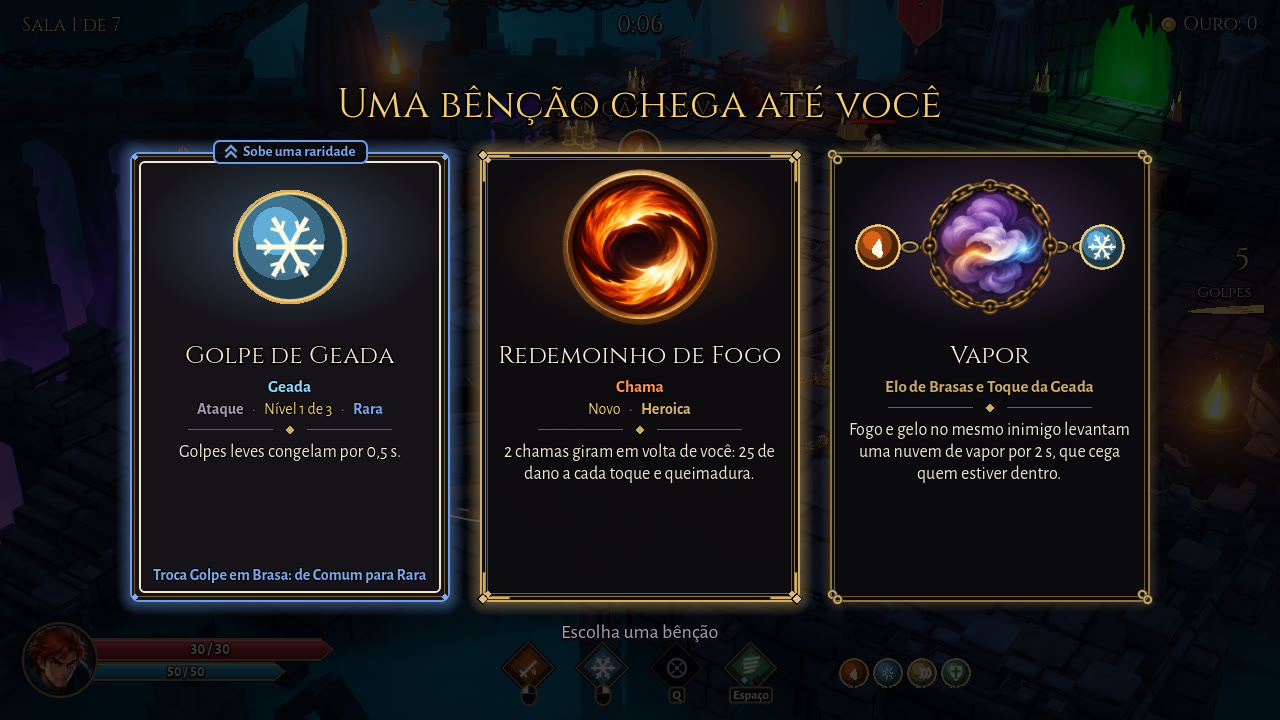 Sala 1 de 7
0:06
Ouro: 0
Uma bênção chega até você
Sobe uma raridade
Golpe de Geada
Geada
Ataque · Nível 1 de 3 · Rara
Golpes leves congelam por 0,5 s.
Troca Golpe em Brasa: de Comum para Rara
Redemoinho de Fogo
Chama
Novo · Heroica
2 chamas giram em volta de você: 25 de
dano a cada toque e queimadura.
Vapor
Elo de Brasas e Toque da Geada
Fogo e gelo no mesmo inimigo levantam
uma nuvem de vapor por 2 s, que cega
quem estiver dentro.
5
Golpes
Escolha uma bênção
30/30
50/50
Q
Espaço